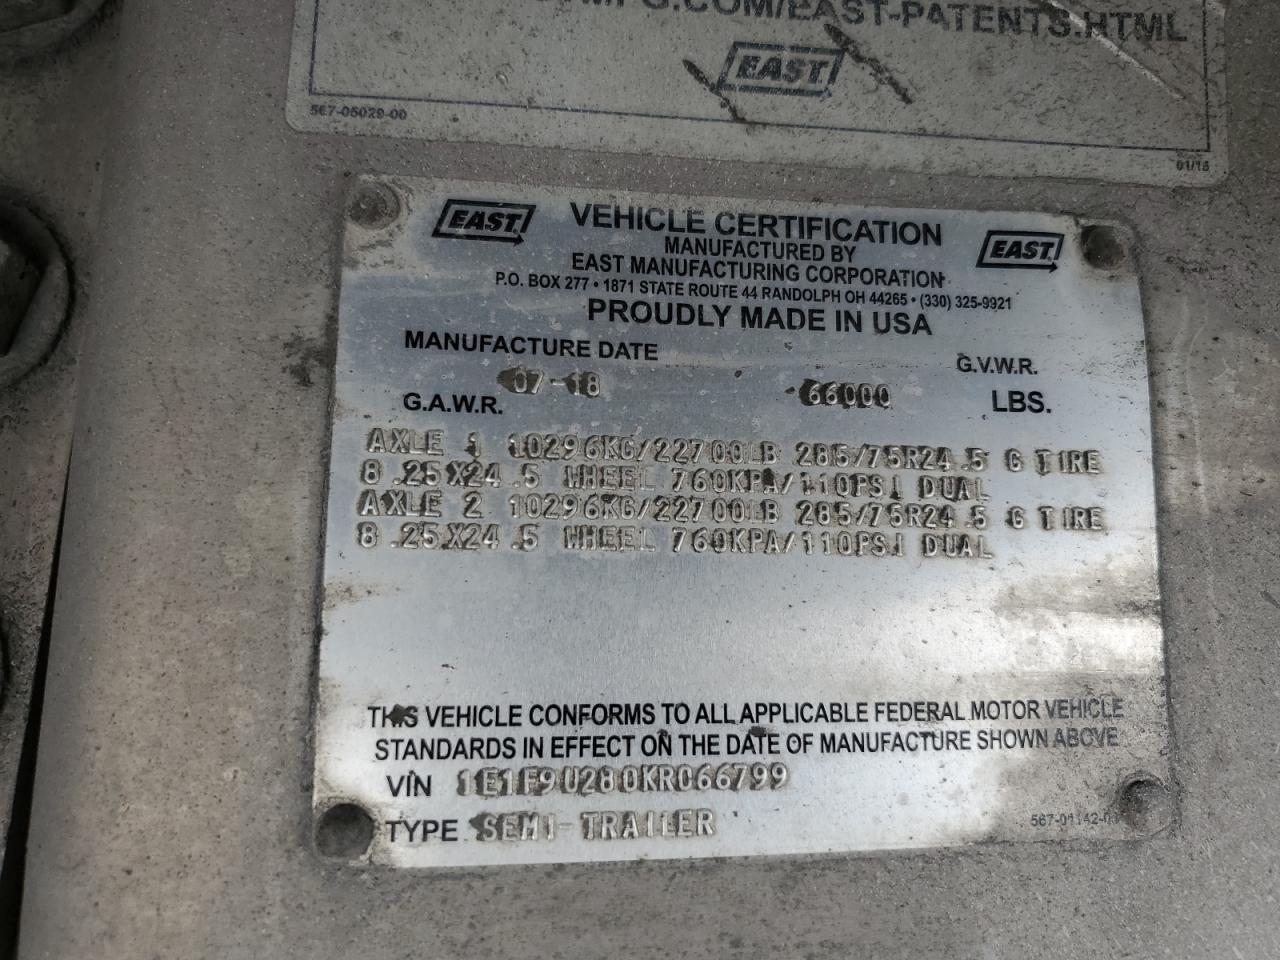 MFG.COM/EAST-PATENTS.HTML
EAST
567-05029-00
01/15
EAST VEHICLE CERTIFICATION EAST
MANUFACTURED BY
EAST MANUFACTURING CORPORATION
P.O. BOX 277 • 1871 STATE ROUTE 44 RANDOLPH OH 44265 • (330) 325-9921
PROUDLY MADE IN USA
MANUFACTURE DATE G.V.W.R.
07-18 66000
G.A.W.R. LBS.
AXLE 1 10296KG/22700LB 285/75R24.5 G TIRE
8.25X24.5 WHEEL 760KPA/110PSI DUAL
AXLE 2 10296KG/22700LB 285/75R24.5 G TIRE
8.25X24.5 WHEEL 760KPA/110PSI DUAL
THIS VEHICLE CONFORMS TO ALL APPLICABLE FEDERAL MOTOR VEHICLE
STANDARDS IN EFFECT ON THE DATE OF MANUFACTURE SHOWN ABOVE
VIN 1E1F9U280KR066799
TYPE SEMI-TRAILER